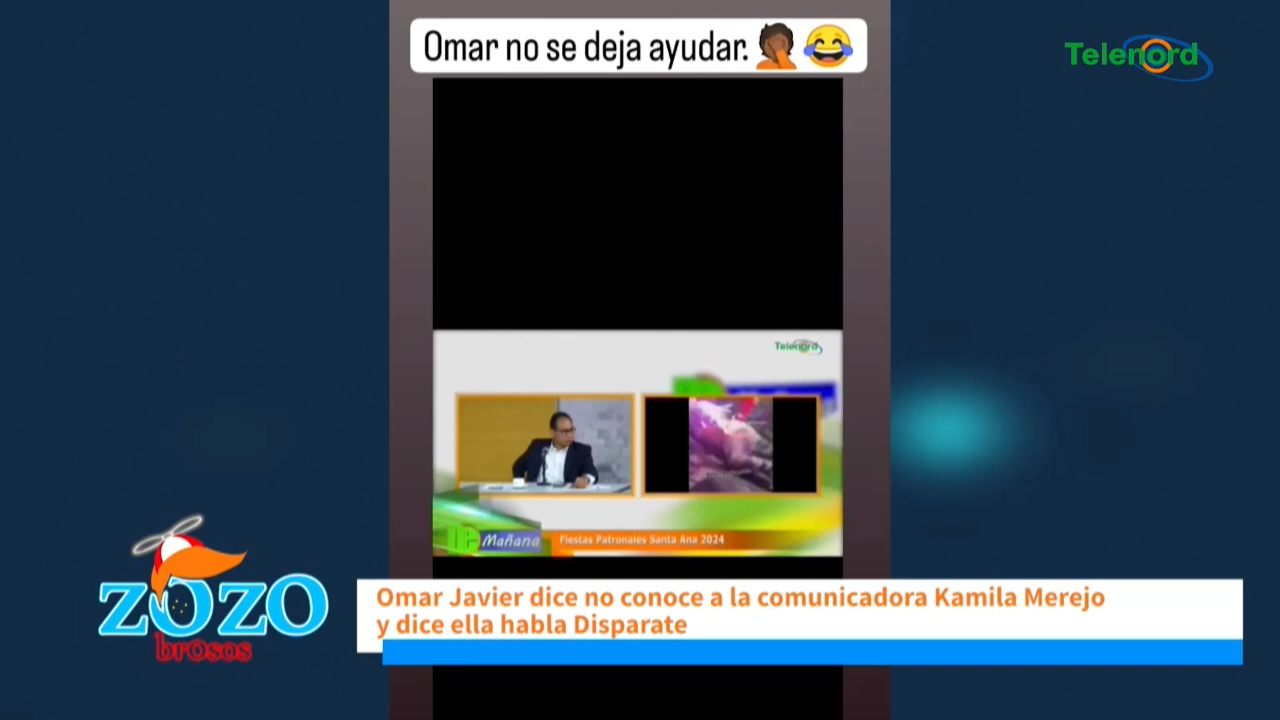 Omar no se deja ayudar. 🤦🏾😂
Telenord
Telenord
Mañana
Fiestas Patronales Santa Ana 2024
zozo
brosos
Omar Javier dice no conoce a la comunicadora Kamila Merejo
y dice ella habla Disparate